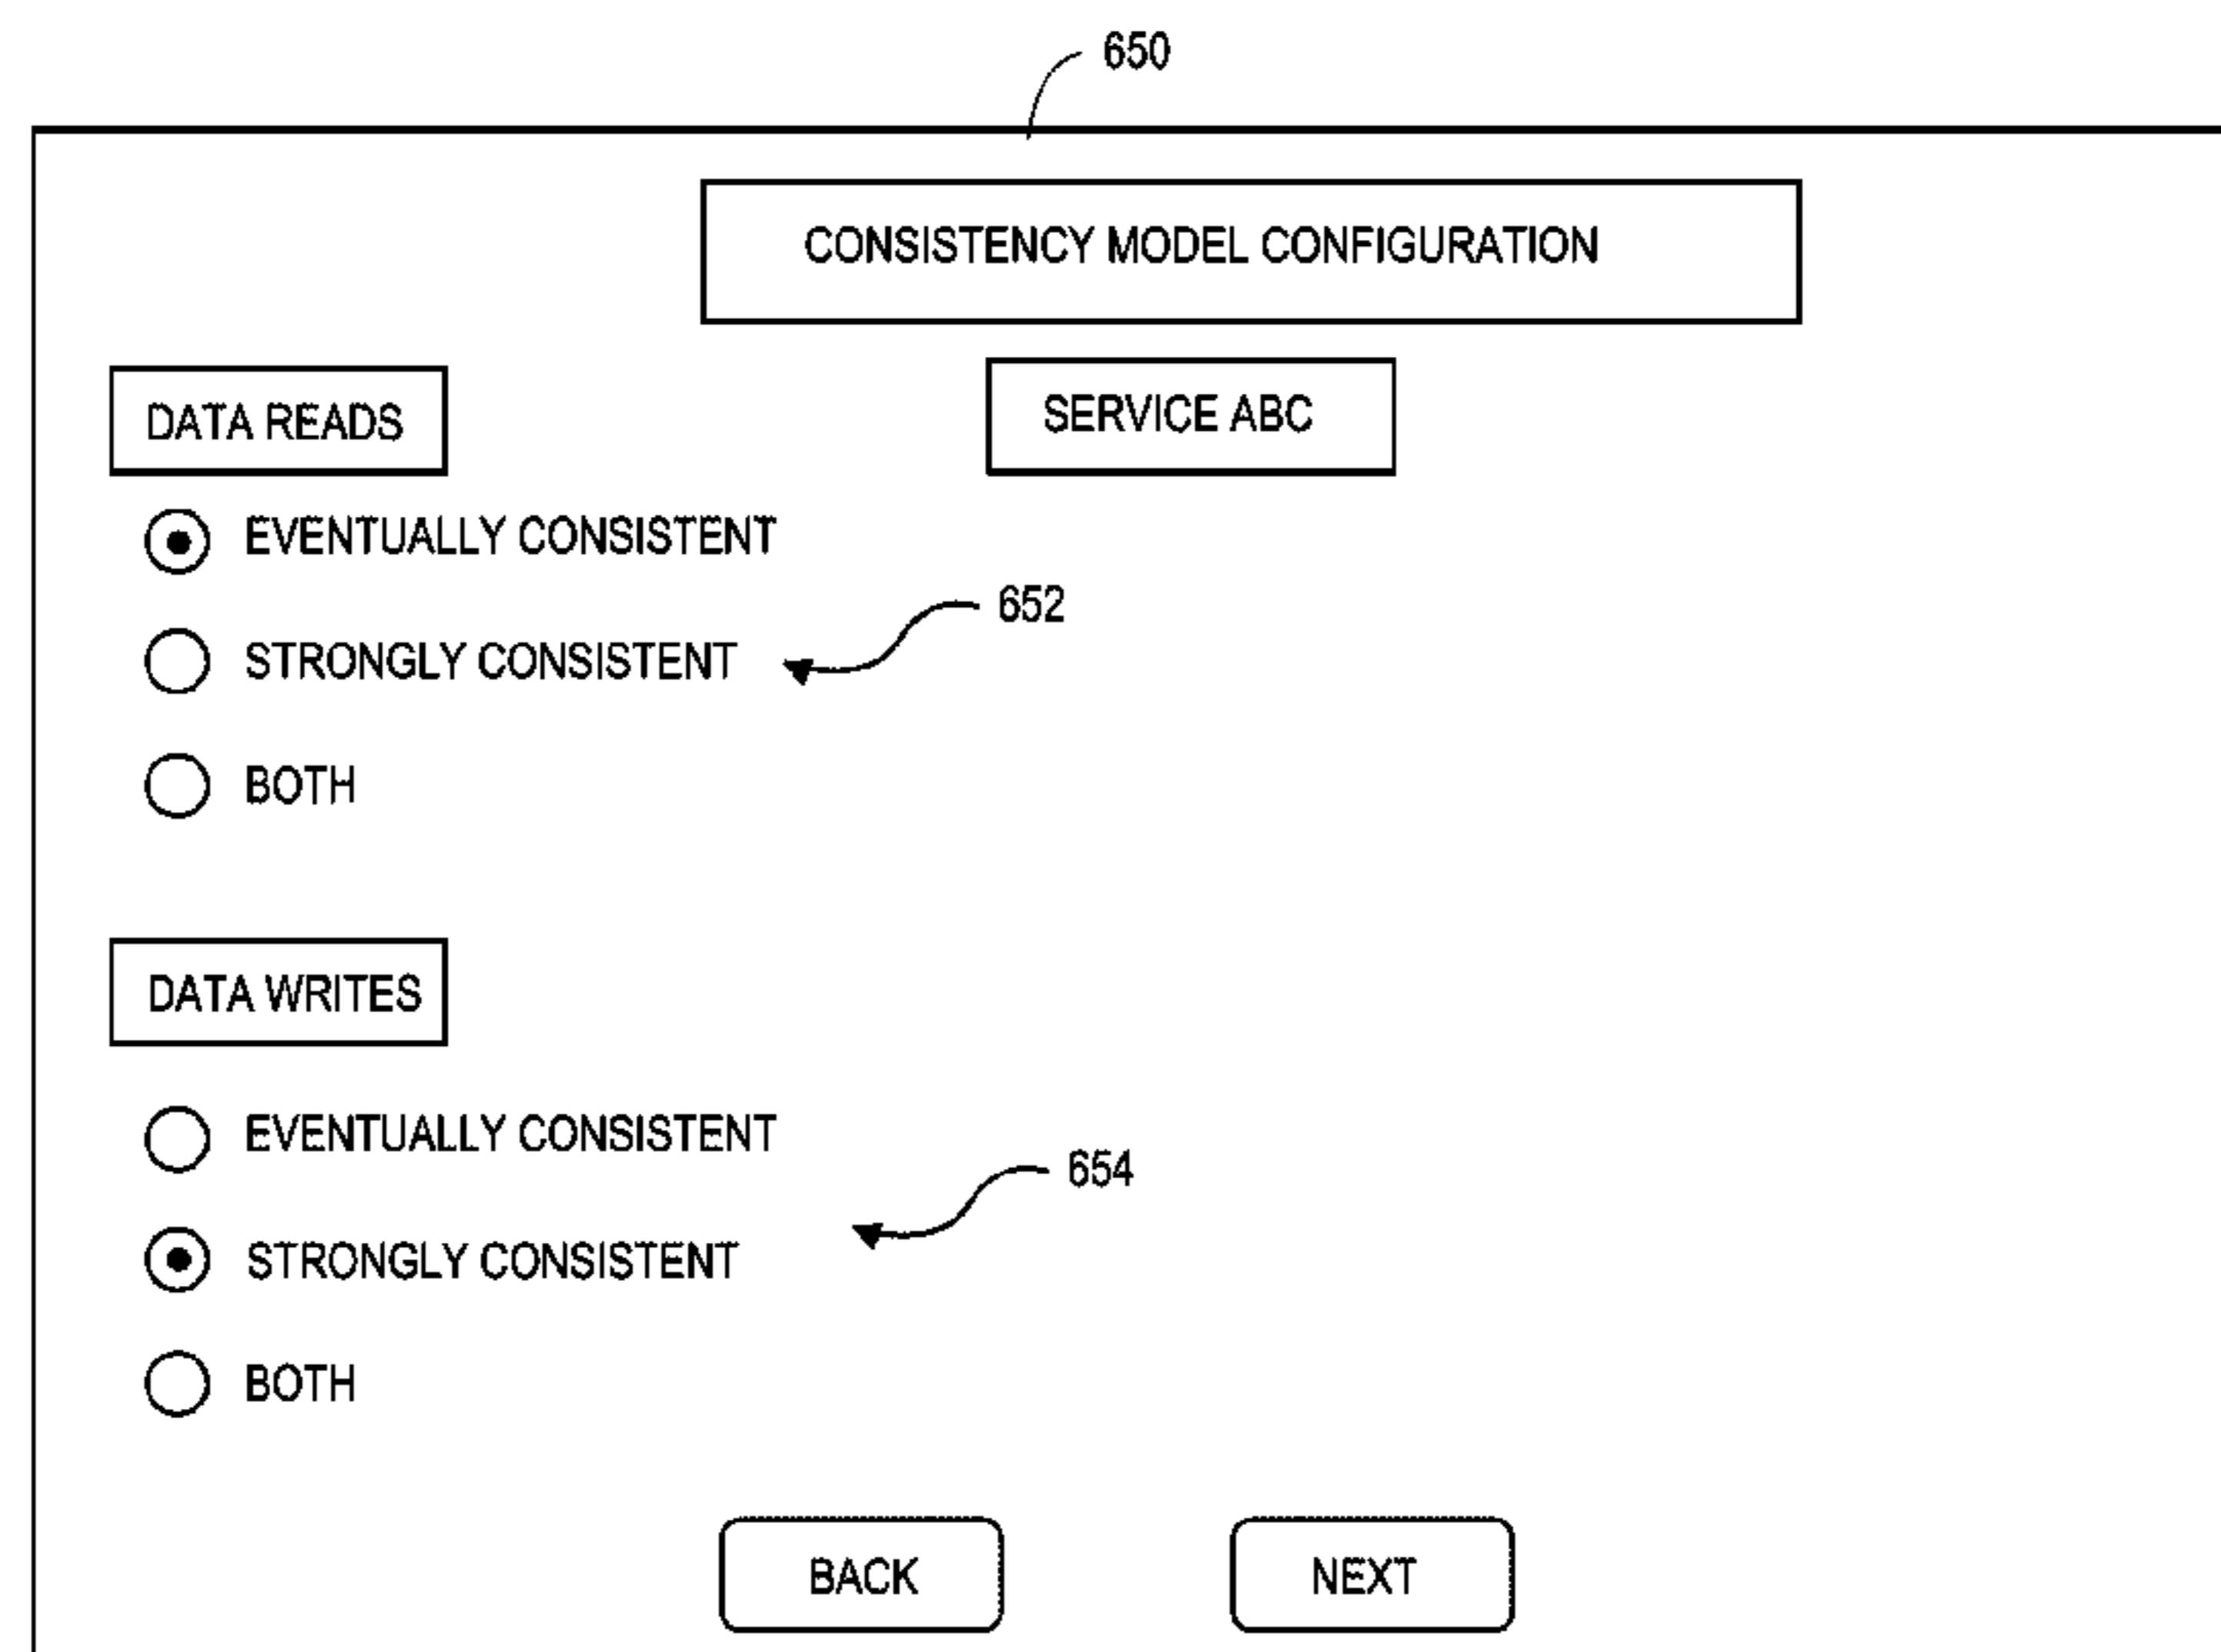 650
CONSISTENCY MODEL CONFIGURATION
SERVICE ABC
DATA READS
EVENTUALLY CONSISTENT
652
STRONGLY CONSISTENT
BOTH
DATA WRITES
EVENTUALLY CONSISTENT
654
STRONGLY CONSISTENT
BOTH
BACK
NEXT